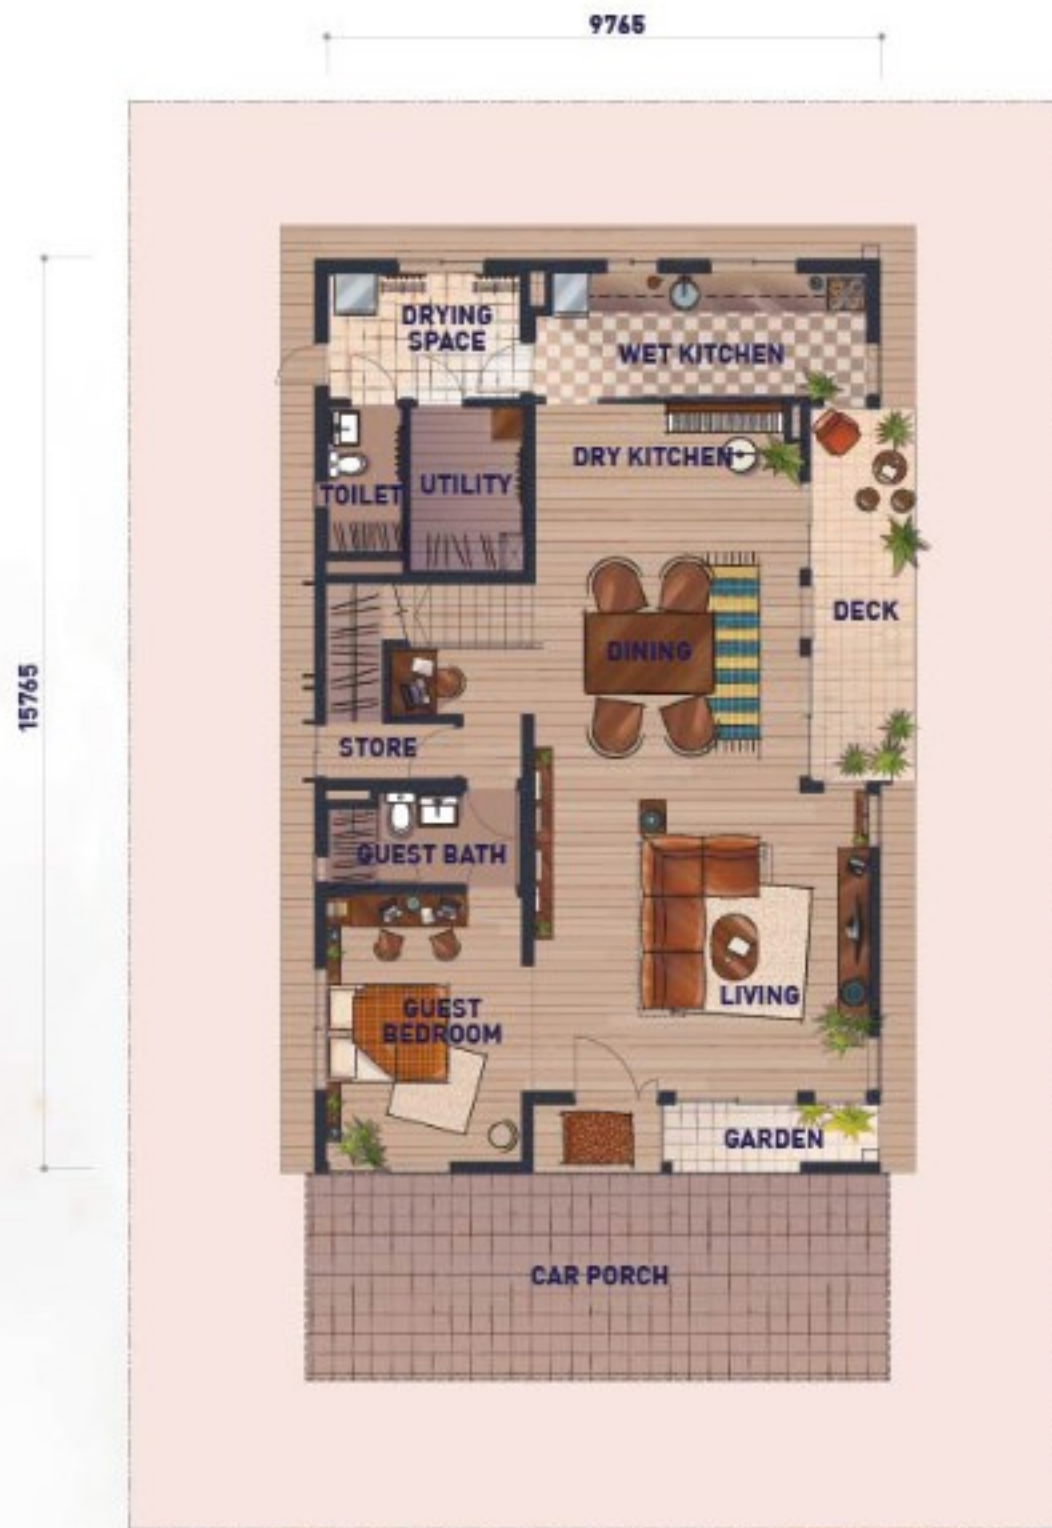 9765
DRYING
SPACE
WET KITCHEN
DRY KITCHEN
TOILET
UTILITY
DECK
DINING
15765
STORE
GUEST BATH
LIVING
GUEST
BEDROOM
GARDEN
CAR PORCH